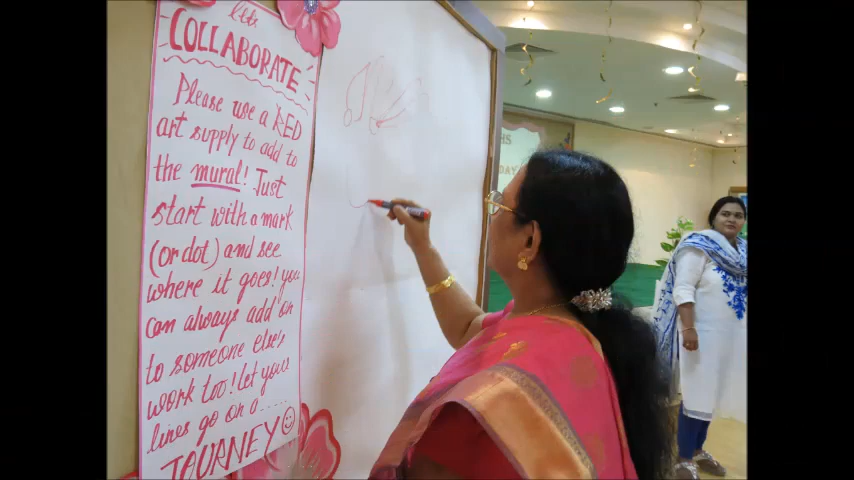 let's
COLLABORATE
Please use a RED
art supply to add to
the mural! Just
start with a mark
(or dot) and see
where it goes! you
can always add on
to someone else's
work too! let your
lines go on a.....
JOURNEY
HS
DAY